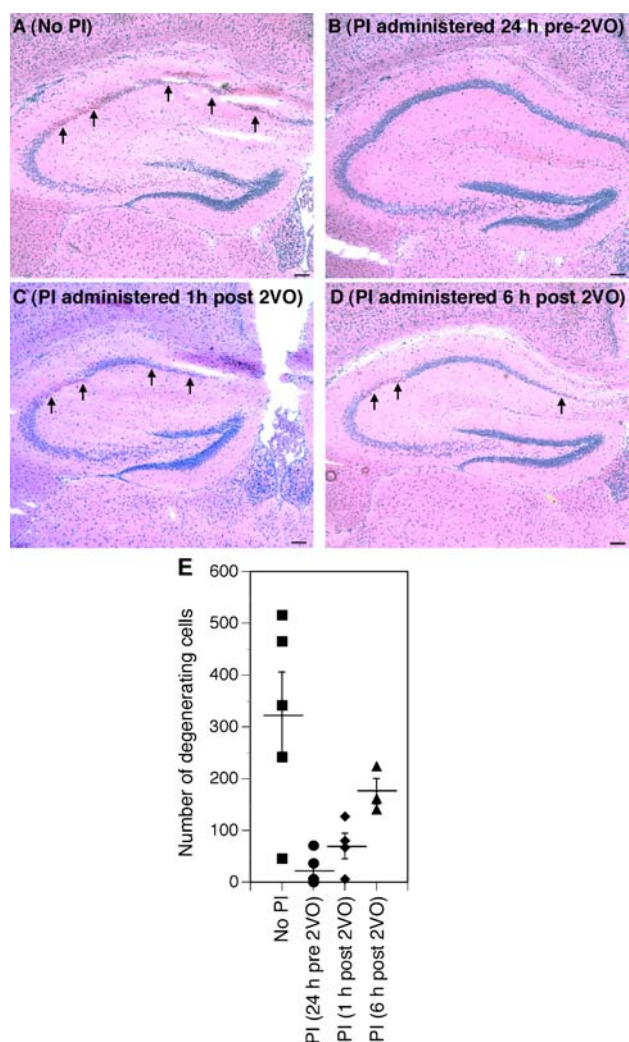 A (No PI)
B (PI administered 24 h pre-2VO)
C (PI administered 1h post 2VO)
D (PI administered 6 h post 2VO)
E
600
500
400
300
200
100
0
Number of degenerating cells
No PI
PI (24 h pre 2VO)
PI (1 h post 2VO)
PI (6 h post 2VO)